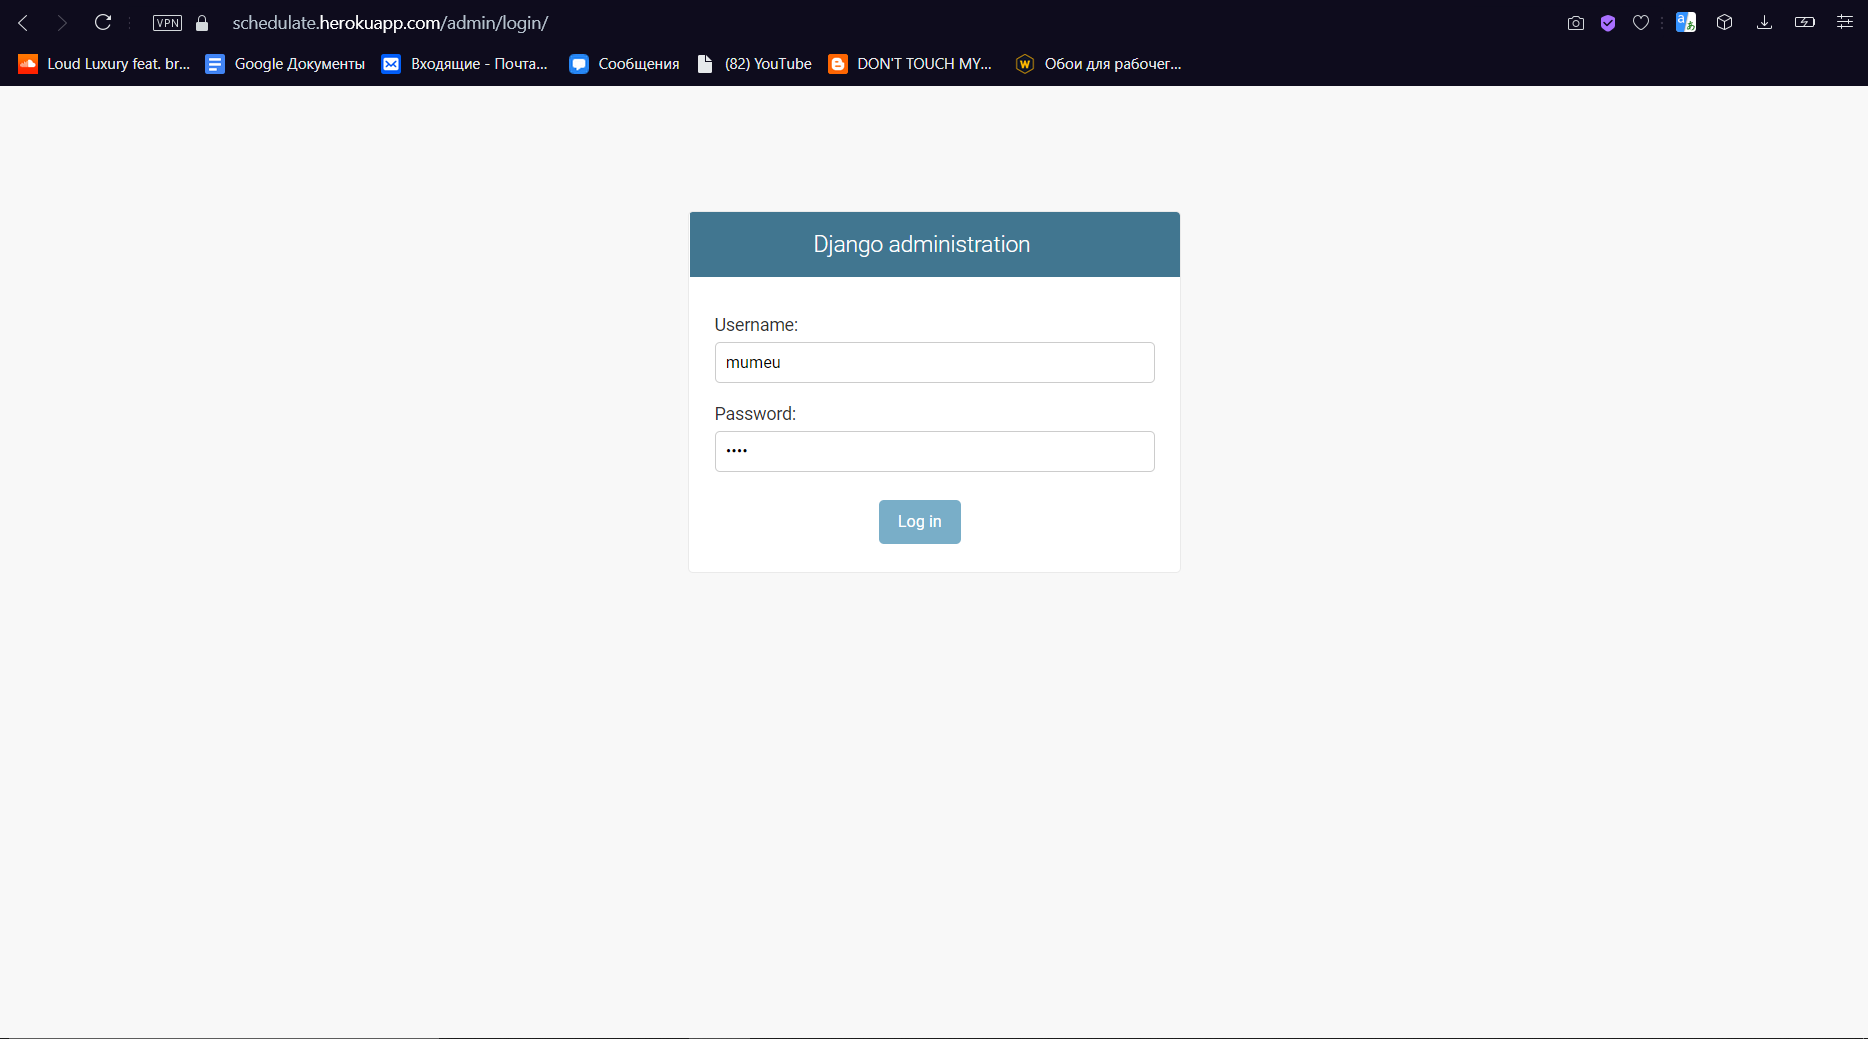 VPN schedulate.herokuapp.com/admin/login/
Loud Luxury feat. br... Google Документы Входящие - Почта... Сообщения (82) YouTube DON'T TOUCH MY... Обои для рабочег...
Django administration
Username:
mumeu
Password:
••••
Log in